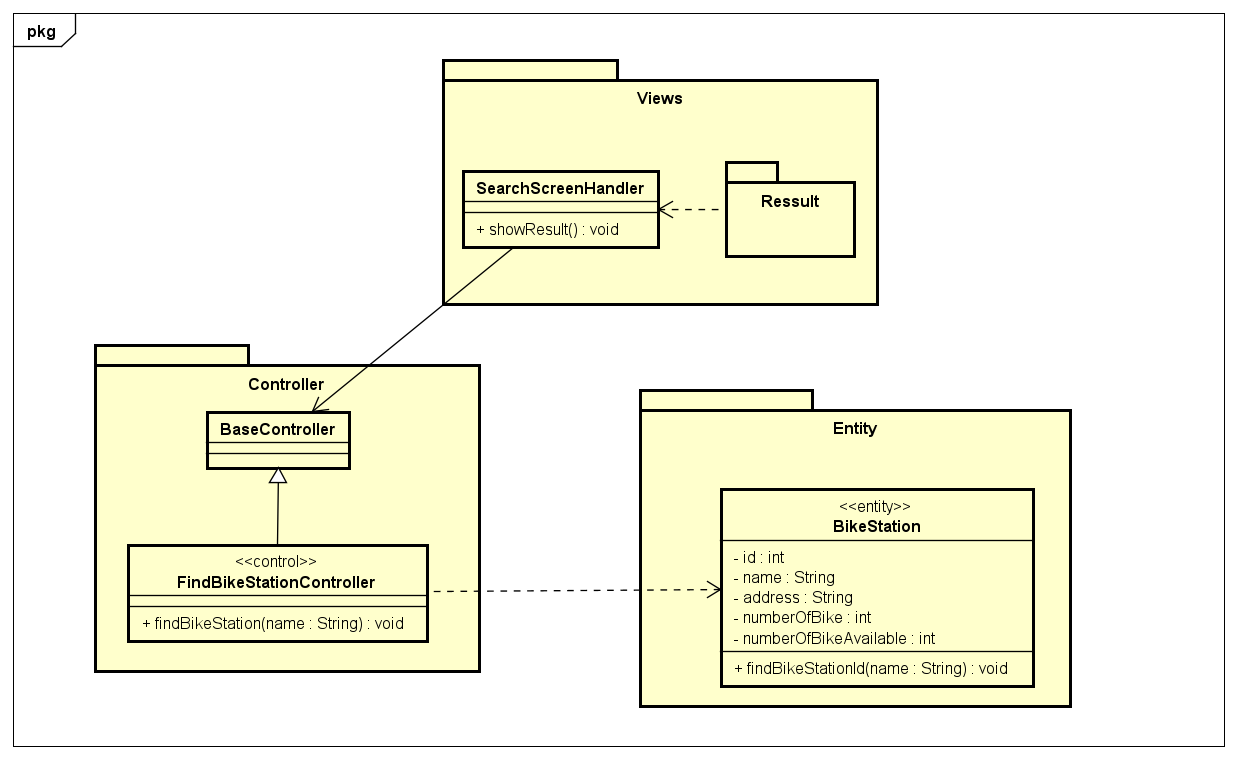 pkg
Views
SearchScreenHandler
+ showResult() : void
Ressult
Controller
BaseController
<<control>>
FindBikeStationController
+ findBikeStation(name : String) : void
Entity
<<entity>>
BikeStation
- id : int
- name : String
- address : String
- numberOfBike : int
- numberOfBikeAvailable : int
+ findBikeStationId(name : String) : void